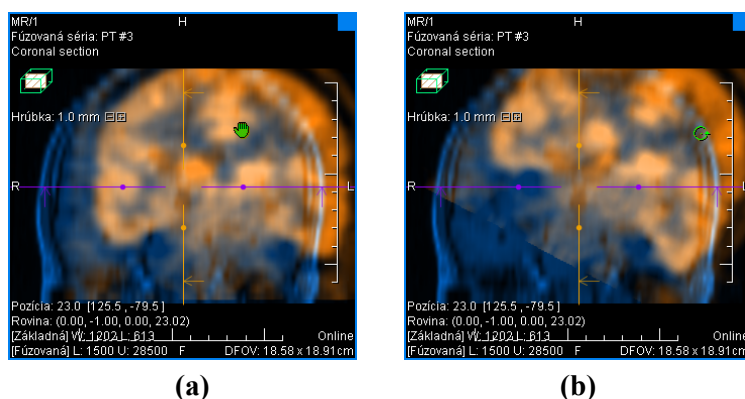 MR/1 H
Fúzovaná séria: PT #3
Coronal section
Hrúbka: 1.0 mm
R L
Pozícia: 23.0 [125.5 , -79.5 ]
Rovina: (0.00, -1.00, 0.00, 23.02)
[Základná] W: 1202 L: 613 Online
[Fúzovaná] L: 1500 U: 28500 F DFOV: 18.58 x 18.91cm
(a)
MR/1 H
Fúzovaná séria: PT #3
Coronal section
Hrúbka: 1.0 mm
R L
Pozícia: 23.0 [125.5 , -79.5 ]
Rovina: (0.00, -1.00, 0.00, 23.02)
[Základná] W: 1202 L: 613 Online
[Fúzovaný] L: 1500 U: 28500 F DFOV: 18.58 x 18.91cm
(b)